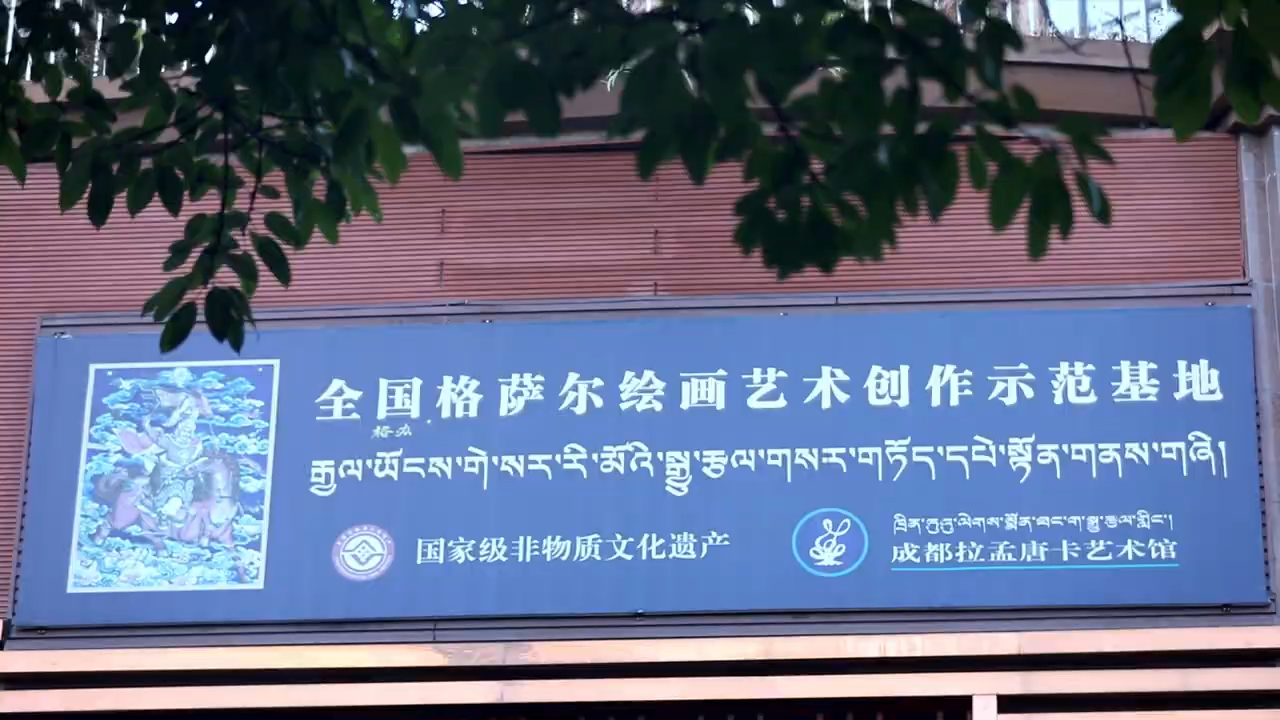 全国格萨尔绘画艺术创作示范基地
རྒྱལ་ཡོངས་གེ་སར་རི་མོའི་སྒྱུ་རྩལ་གསར་གཏོད་དཔེ་སྟོན་གནས་གཞི།
国家级非物质文化遗产
ཁྲིན་ཏུའུ་ལེགས་སྨོན་ཐང་ག་སྒྱུ་རྩལ་གླིང་།
成都拉孟唐卡艺术馆